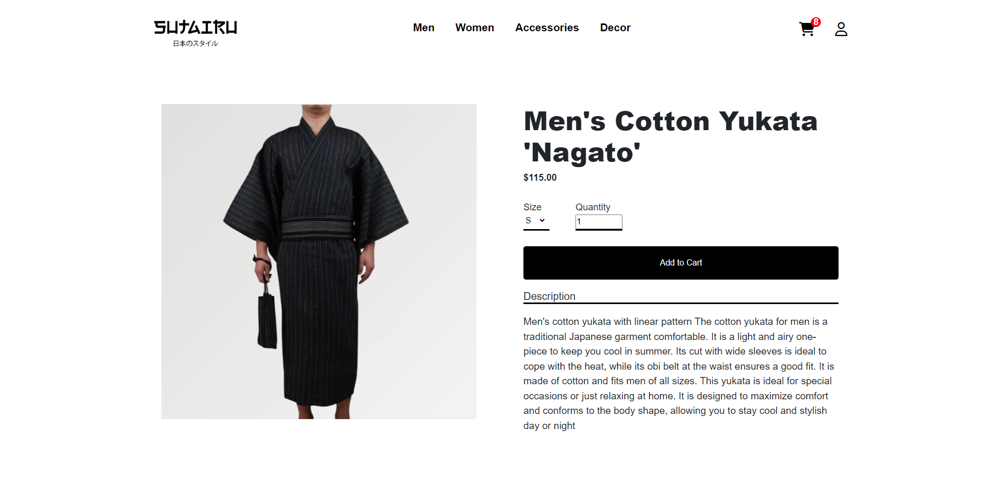 SUTAIRU
日本のスタイル
Men Women Accessories Decor
8
Men's Cotton Yukata
'Nagato'
$115.00
Size Quantity
S 1
Add to Cart
Description
Men's cotton yukata with linear pattern The cotton yukata for men is a
traditional Japanese garment comfortable. It is a light and airy one-
piece to keep you cool in summer. Its cut with wide sleeves is ideal to
cope with the heat, while its obi belt at the waist ensures a good fit. It is
made of cotton and fits men of all sizes. This yukata is ideal for special
occasions or just relaxing at home. It is designed to maximize comfort
and conforms to the body shape, allowing you to stay cool and stylish
day or night